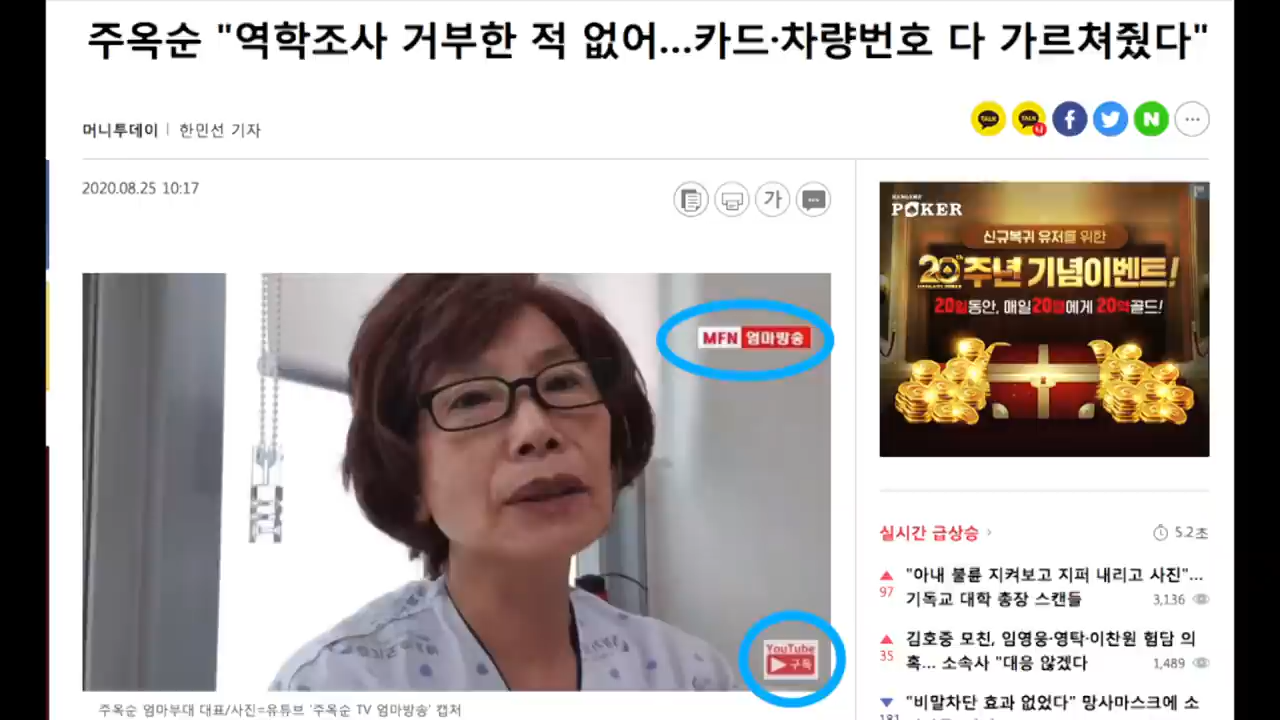 주옥순 "역학조사 거부한 적 없어...카드·차량번호 다 가르쳐줬다"
머니투데이 | 한민선 기자
TALK
TALK
N
2020.08.25 10:17
가
MFN 엄마방송
YouTube
구독
주옥순 엄마부대 대표/사진=유튜브 '주옥순 TV 엄마방송' 캡처
POKER
신규복귀 유저를 위한
20th주년 기념이벤트!
20일동안, 매일20명에게 20억골드!
실시간 급상승 ›
5.2초
"아내 불륜 지켜보고 지퍼 내리고 사진"...
97
기독교 대학 총장 스캔들
3,136
김호중 모친, 임영웅·영탁·이찬원 험담 의
35
혹... 소속사 "대응 않겠다
1,489
"비말차단 효과 없었다" 망사마스크에 소
181